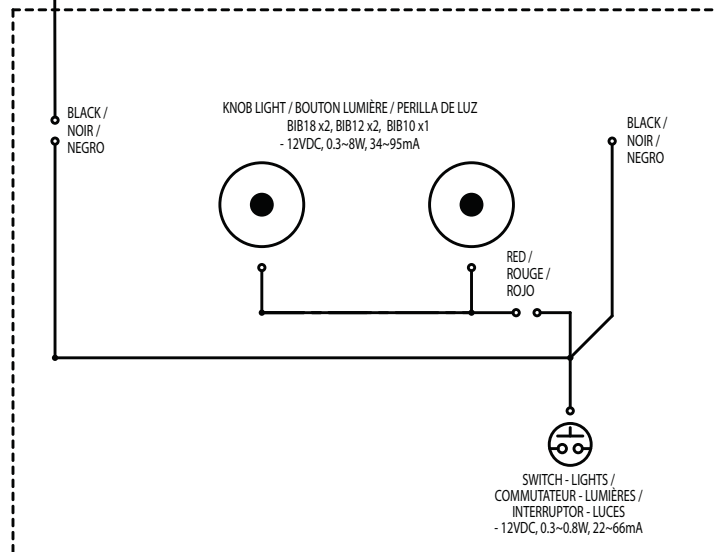 BLACK /
NOIR /
NEGRO
KNOB LIGHT / BOUTON LUMIÈRE / PERILLA DE LUZ
BIB18 x2, BIB12 x2, BIB10 x1
- 12VDC, 0.3~8W, 34~95mA
BLACK /
NOIR /
NEGRO
RED /
ROUGE /
ROJO
SWITCH - LIGHTS /
COMMUTATEUR - LUMIÈRES /
INTERRUPTOR - LUCES
- 12VDC, 0.3~0.8W, 22~66mA